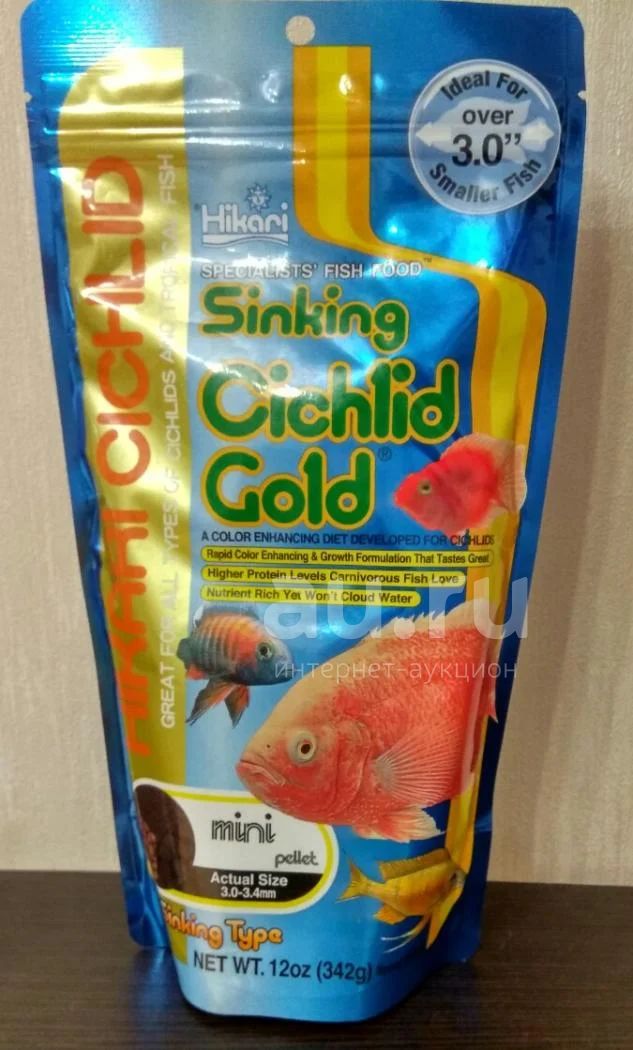 Ideal For
over
3.0"
Smaller Fish
Hikari
SPECIALISTS' FISH FOOD™
Sinking
Cichlid
Gold®
A COLOR ENHANCING DIET DEVELOPED FOR CICHLIDS
Rapid Color Enhancing & Growth Formulation That Tastes Great
Higher Protein Levels Carnivorous Fish Love
Nutrient Rich Yet Won't Cloud Water
HIKARI CICHLID
GREAT FOR ALL TYPES OF CICHLIDS AND TROPICAL FISH
au.ru
интернет-аукцион
mini
pellet
Actual Size
3.0-3.4mm
Sinking Type
NET WT. 12oz (342g)